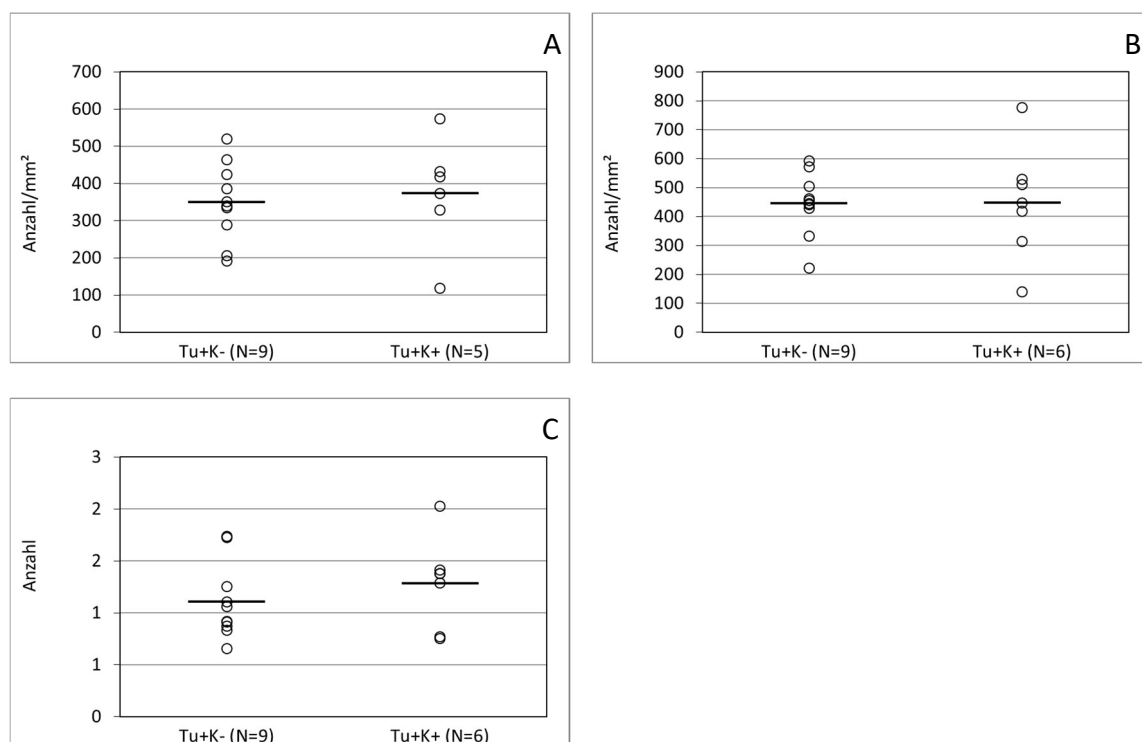 A
700
600
500
400
300
200
100
0
Anzahl/mm²
Tu+K- (N=9)
Tu+K+ (N=5)
B
900
800
700
600
500
400
300
200
100
0
Anzahl/mm²
Tu+K- (N=9)
Tu+K+ (N=6)
C
3
2
2
1
1
0
Anzahl
Tu+K- (N=9)
Tu+K+ (N=6)